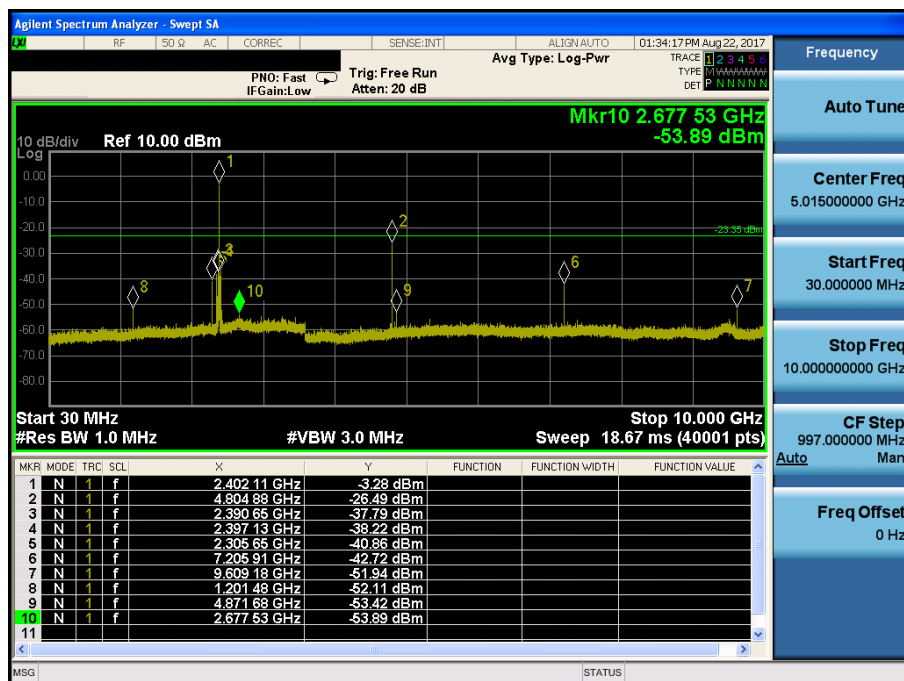 Agilent Spectrum Analyzer - Swept SA
LXI RF 50 Ω AC CORREC SENSE:INT ALIGN AUTO 01:34:17 PM Aug 22, 2017
Avg Type: Log-Pwr
TRACE 1 2 3 4 5 6
TYPE M
DET P N N N N N
PNO: Fast
IFGain:Low
Trig: Free Run
Atten: 20 dB
Mkr10 2.677 53 GHz
-53.89 dBm
10 dB/div Ref 10.00 dBm
Log
0.00
-10.0
-20.0
-30.0
-40.0
-50.0
-60.0
-70.0
-80.0
1
2
-23.35 dBm
3
6
8
10
9
7
Start 30 MHz
Stop 10.000 GHz
#Res BW 1.0 MHz
#VBW 3.0 MHz
Sweep 18.67 ms (40001 pts)
MKR MODE TRC SCL X Y FUNCTION FUNCTION WIDTH FUNCTION VALUE
1 N 1 f 2.402 11 GHz -3.28 dBm
2 N 1 f 4.804 88 GHz -26.49 dBm
3 N 1 f 2.390 65 GHz -37.79 dBm
4 N 1 f 2.397 13 GHz -38.22 dBm
5 N 1 f 2.305 65 GHz -40.86 dBm
6 N 1 f 7.205 91 GHz -42.72 dBm
7 N 1 f 9.609 18 GHz -51.94 dBm
8 N 1 f 1.201 48 GHz -52.11 dBm
9 N 1 f 4.871 68 GHz -53.42 dBm
10 N 1 f 2.677 53 GHz -53.89 dBm
11
MSG
STATUS
Frequency
Auto Tune
Center Freq
5.015000000 GHz
Start Freq
30.000000 MHz
Stop Freq
10.000000000 GHz
CF Step
997.000000 MHz
Auto Man
Freq Offset
0 Hz